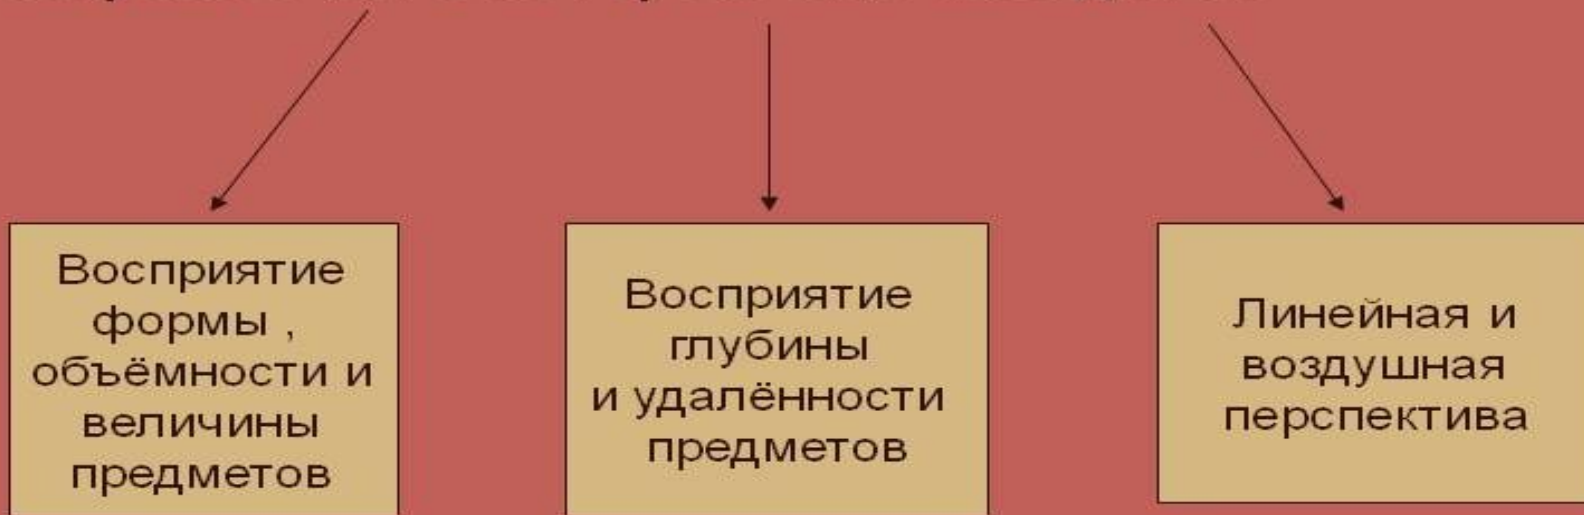 Восприятие
формы ,
объёмности и
величины
предметов
Восприятие
глубины
и удалённости
предметов
Линейная и
воздушная
перспектива